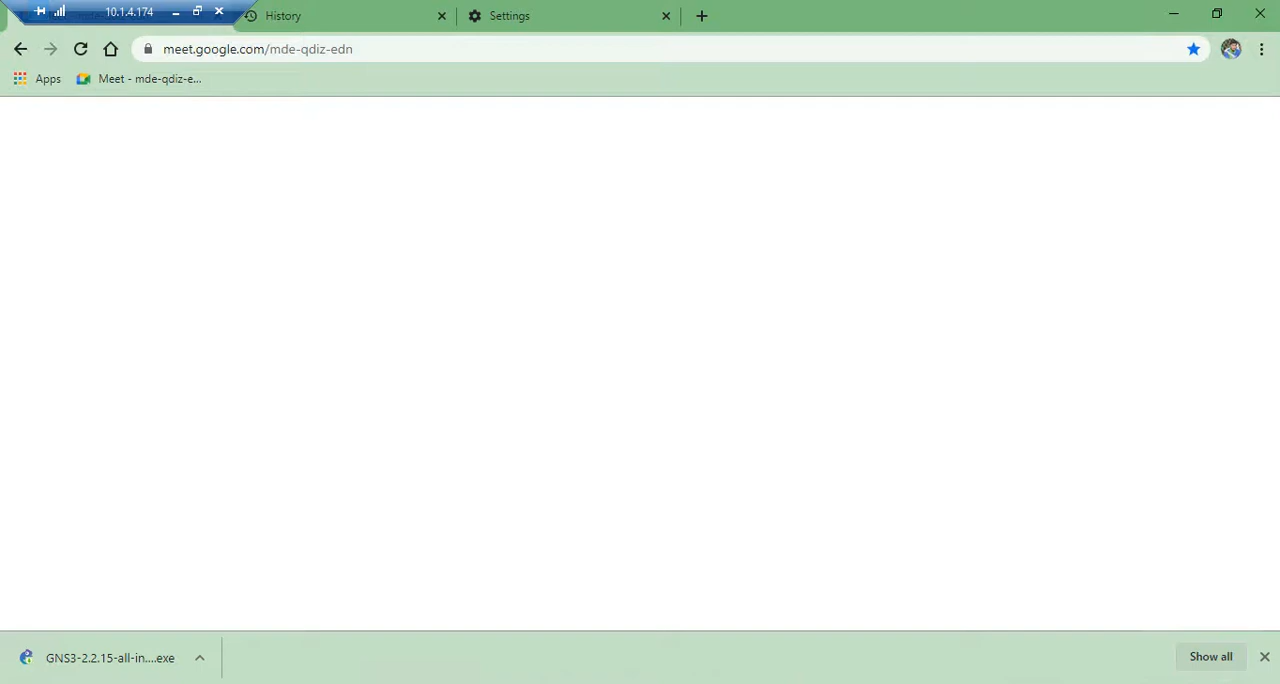 10.1.4.174
History
Settings
meet.google.com/mde-qdiz-edn
Apps
Meet - mde-qdiz-e...
GNS3-2.2.15-all-in....exe
Show all